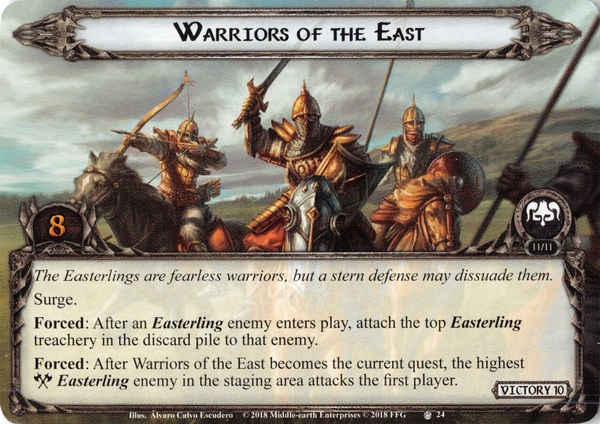 WARRIORS OF THE EAST
8
11/11
The Easterlings are fearless warriors, but a stern defense may dissuade them.
Surge.
Forced: After an Easterling enemy enters play, attach the top Easterling
treachery in the discard pile to that enemy.
Forced: After Warriors of the East becomes the current quest, the highest
Easterling enemy in the staging area attacks the first player.
VICTORY 10
Illus. Álvaro Calvo Escudero © 2018 Middle-earth Enterprises © 2018 FFG 24